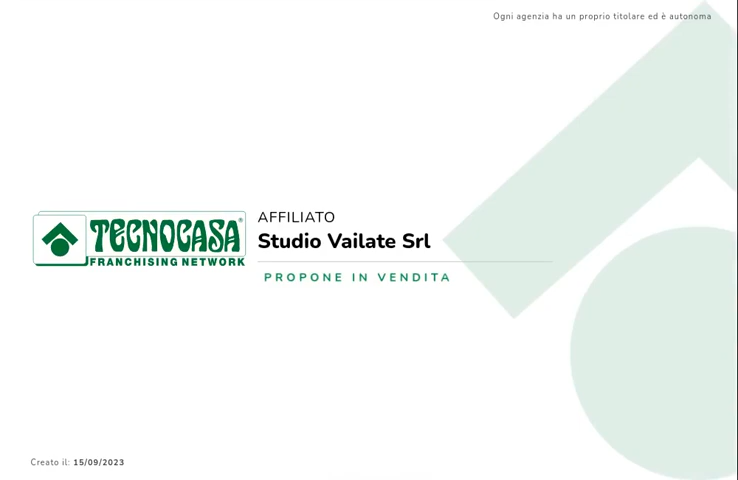 Ogni agenzia ha un proprio titolare ed è autonoma
TECNOCASA®
FRANCHISING NETWORK
AFFILIATO
Studio Vailate Srl
PROPONE IN VENDITA
Creato il: 15/09/2023